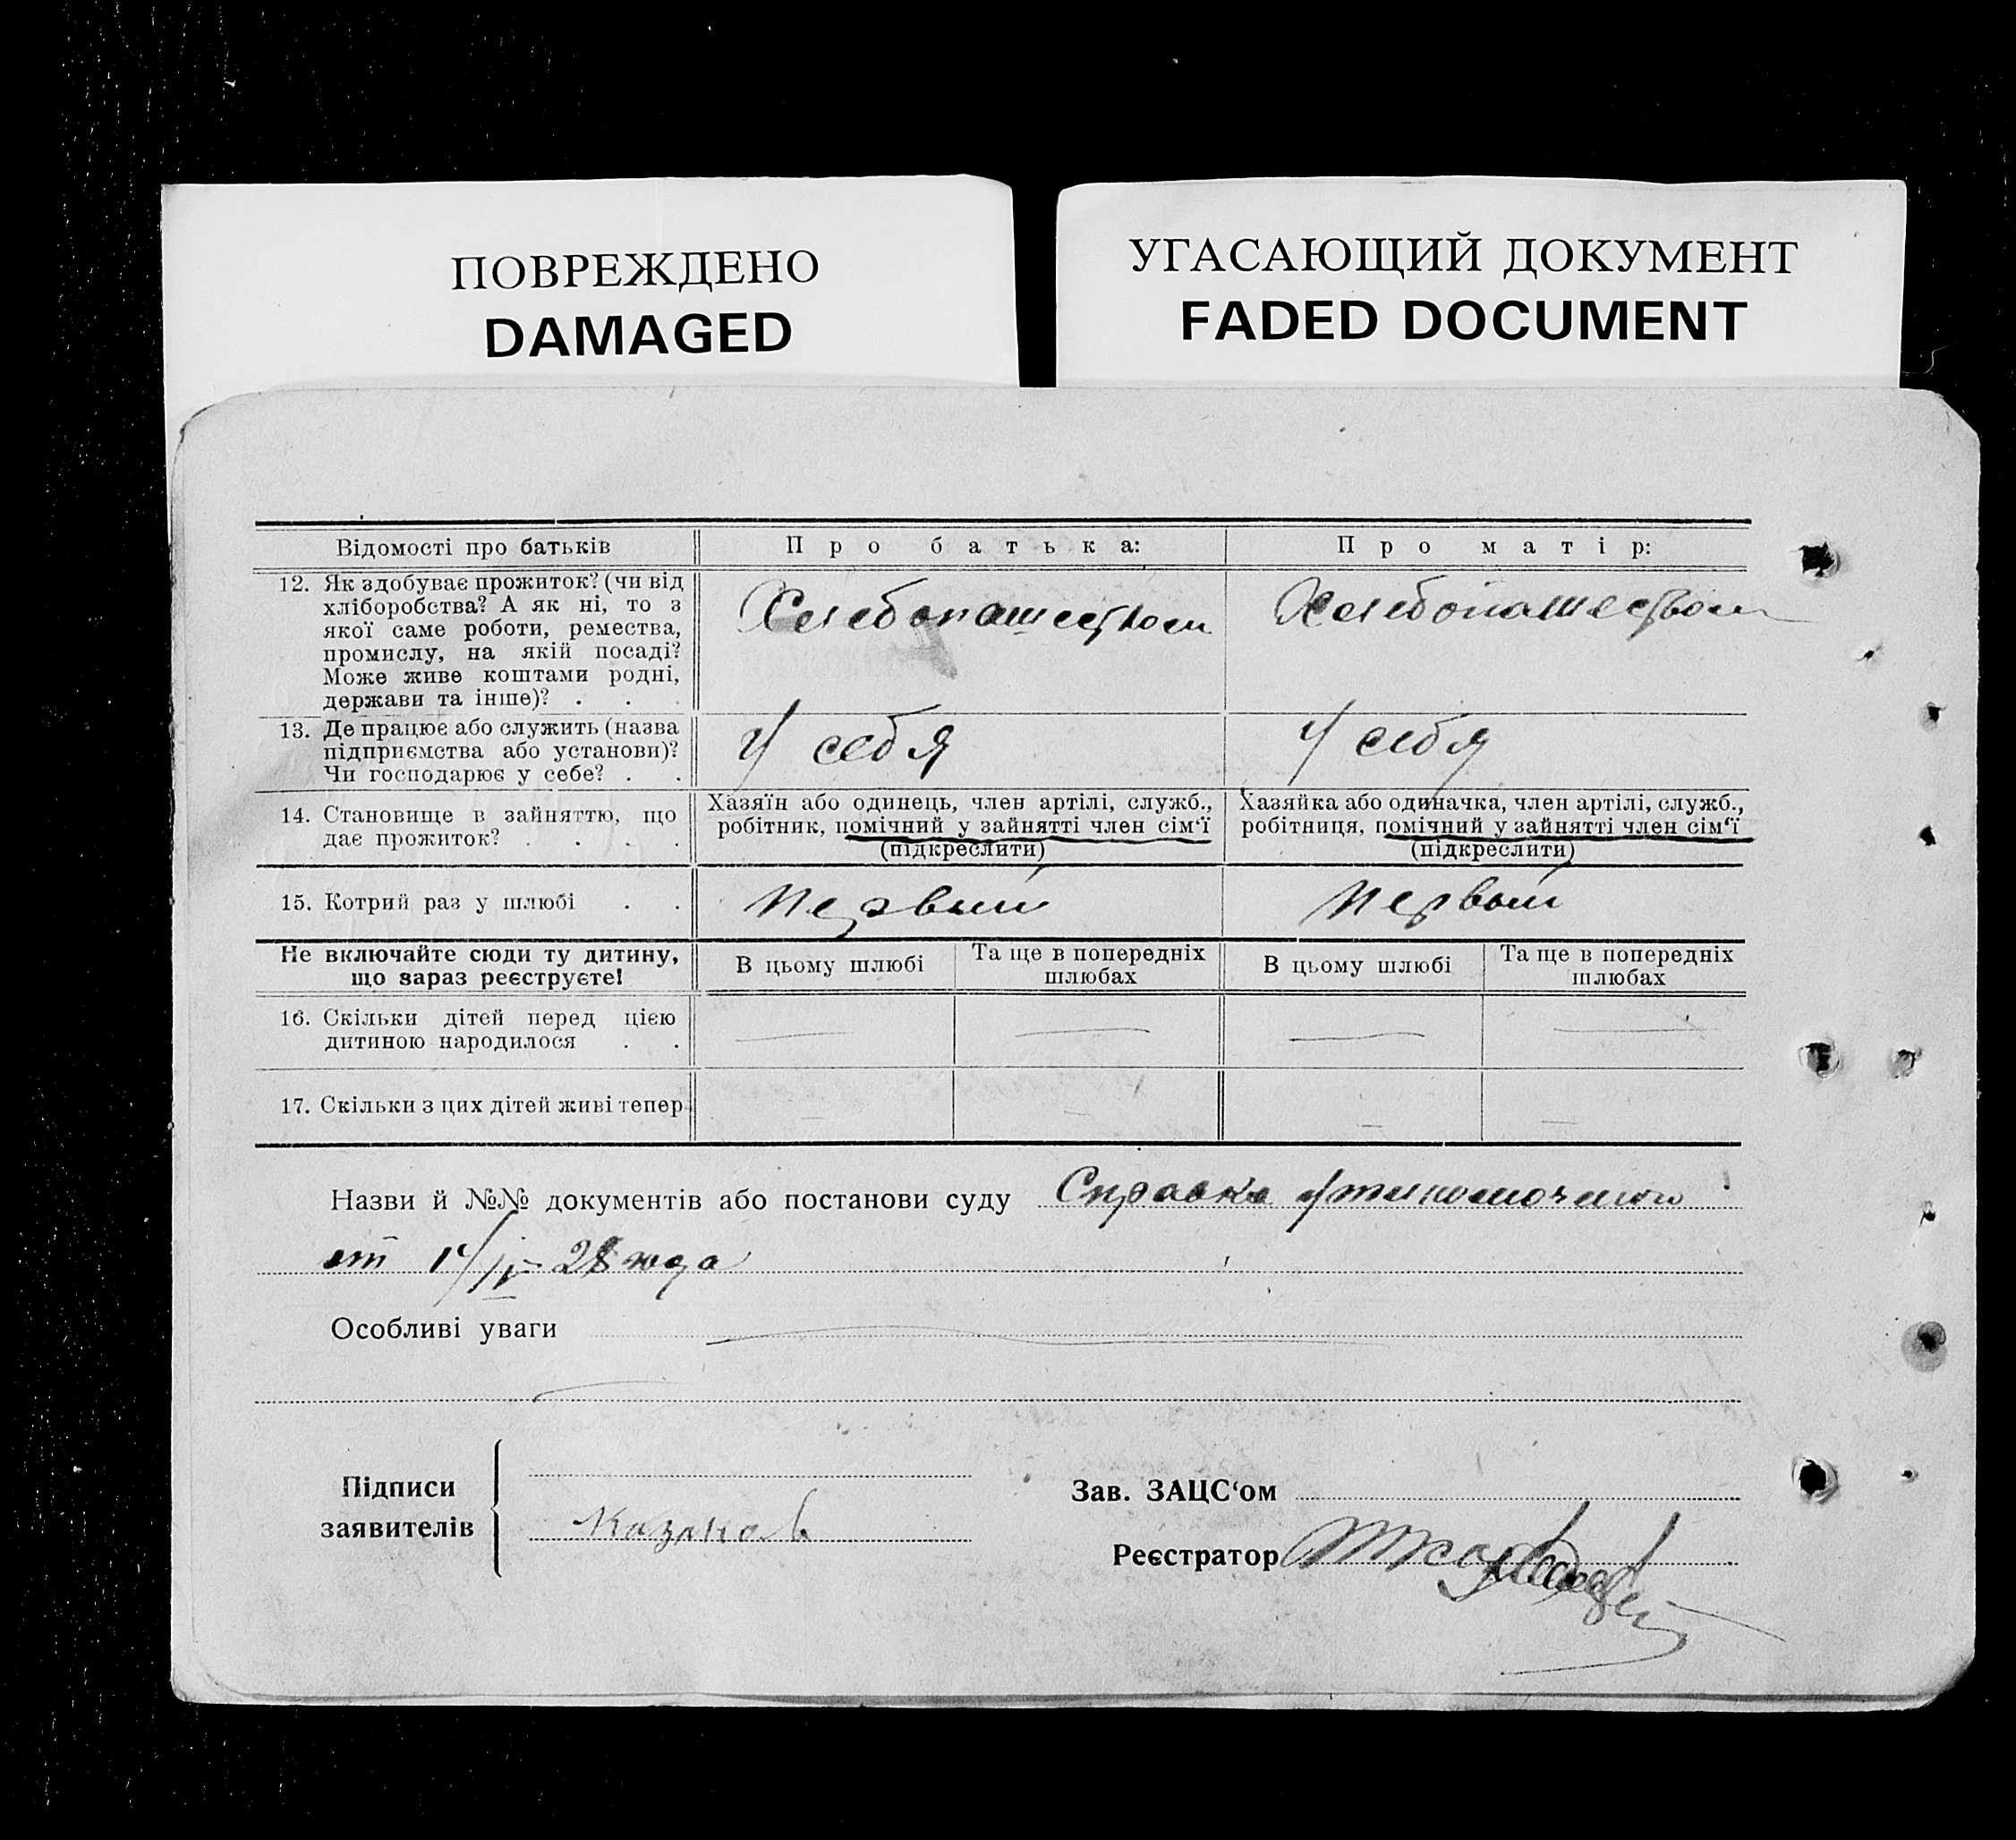 ПОВРЕЖДЕНО
DAMAGED
УГАСАЮЩИЙ ДОКУМЕНТ
FADED DOCUMENT
Відомості про батьків
Про батька:
Про матір:
12. Як здобуває прожиток? (чи від
хліборобства? А як ні, то з
якої саме роботи, ремества,
промислу, на якій посаді?
Може живе коштами родні,
держави та інше)? . . .
Хлебопашеством
Хлебопашеством
13. Де працює або служить (назва
підприємства або установи)?
Чи господарює у себе? . .
У себя
У себя
14. Становище в зайняттю, що
дає прожиток? . . . .
Хазяїн або одинець, член артілі, служб.,
робітник, помічний у зайнятті член сім‘ї
(підкреслити)
Хазяйка або одиначка, член артілі, служб.,
робітниця, помічний у зайнятті член сім‘ї
(підкреслити)
15. Котрий раз у шлюбі . .
Первый
Первый
Не включайте сюди ту дитину,
що зараз реєструєте!
В цьому шлюбі
Та ще в попередніх
шлюбах
В цьому шлюбі
Та ще в попередніх
шлюбах
16. Скільки дітей перед цією
дитиною народилося . .
— — — —
17. Скільки з цих дітей живі тепер
— — — —
Назви й №№ документів або постанови суду Справка
от 28 года
Особливі уваги
Підписи
заявителів
Казаков
Зав. ЗАЦС‘ом
Реєстратор